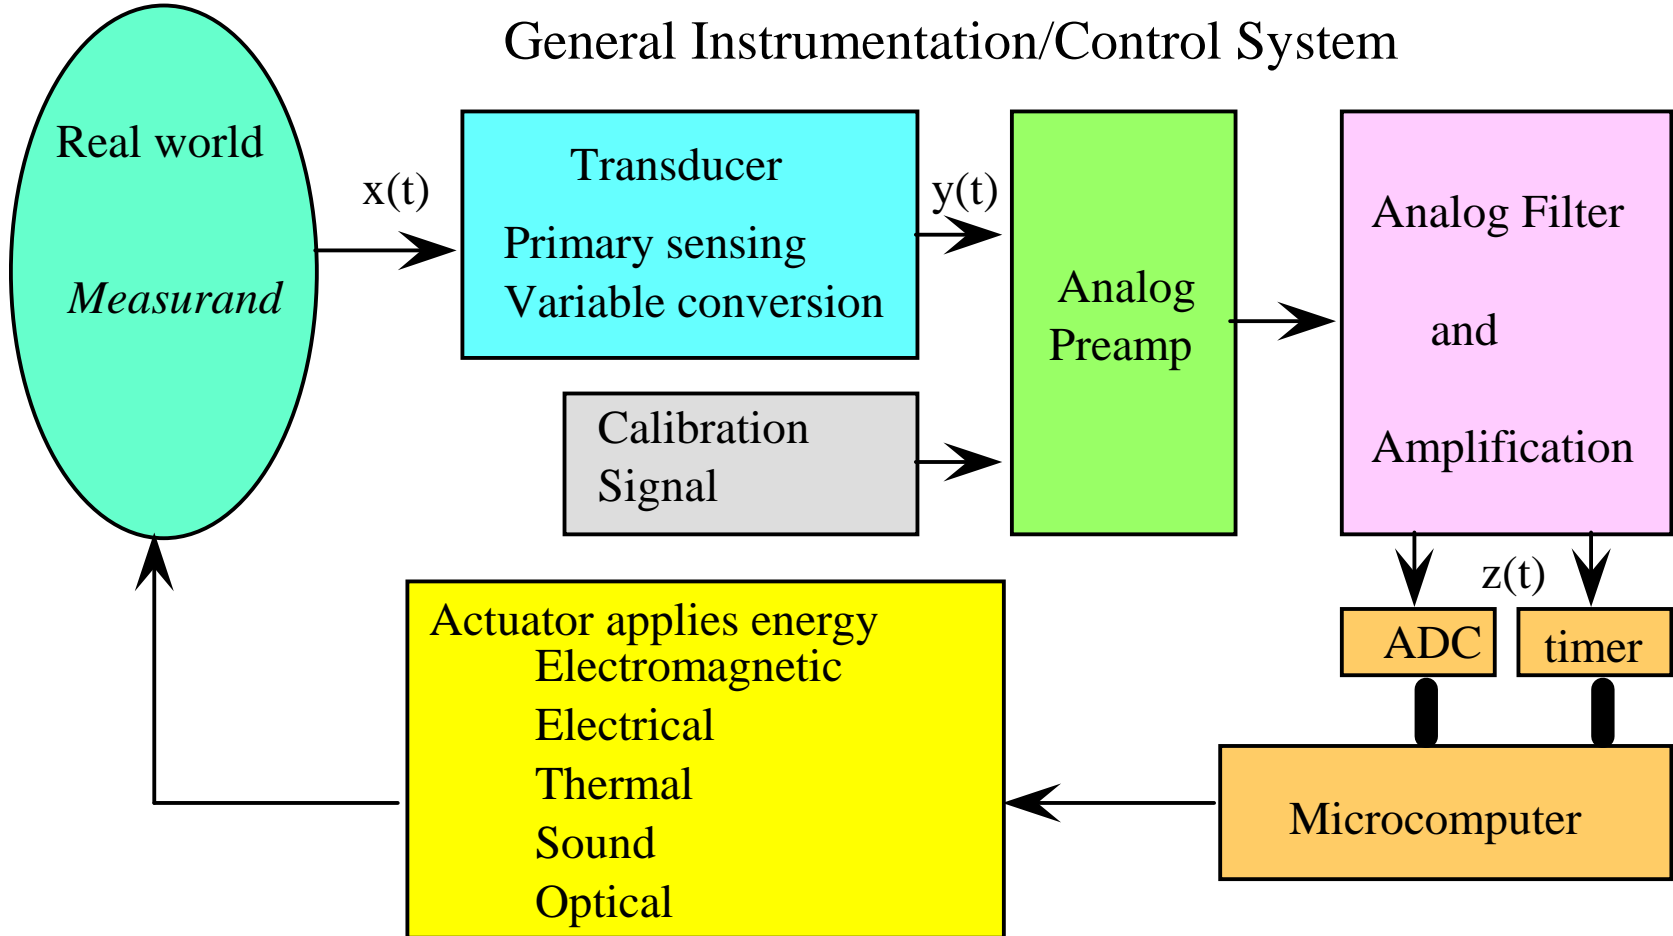 General Instrumentation/Control System
Real world
Measurand
x(t)
Transducer
Primary sensing
Variable conversion
y(t)
Calibration
Signal
Analog
Preamp
Analog Filter
and
Amplification
z(t)
ADC
timer
Microcomputer
Actuator applies energy
Electromagnetic
Electrical
Thermal
Sound
Optical